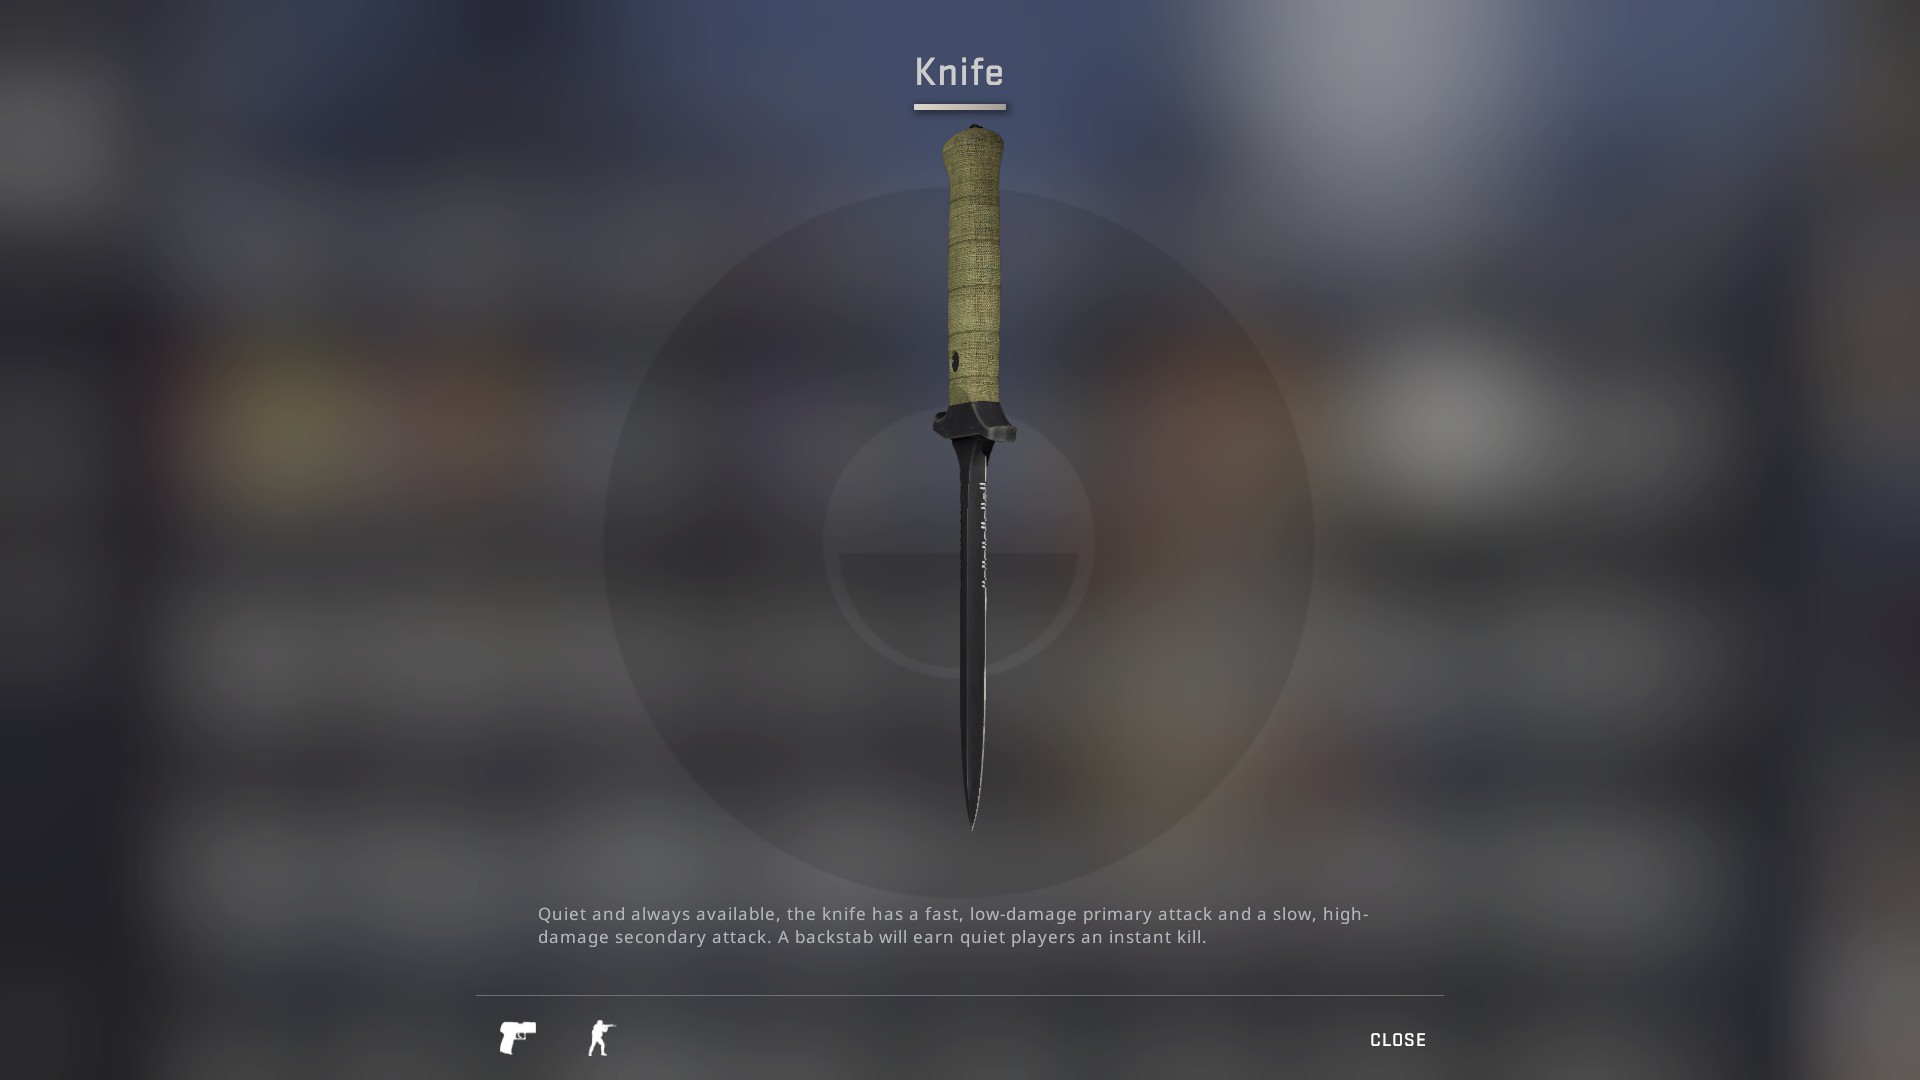 Knife
Quiet and always available, the knife has a fast, low-damage primary attack and a slow, high-
damage secondary attack. A backstab will earn quiet players an instant kill.
CLOSE